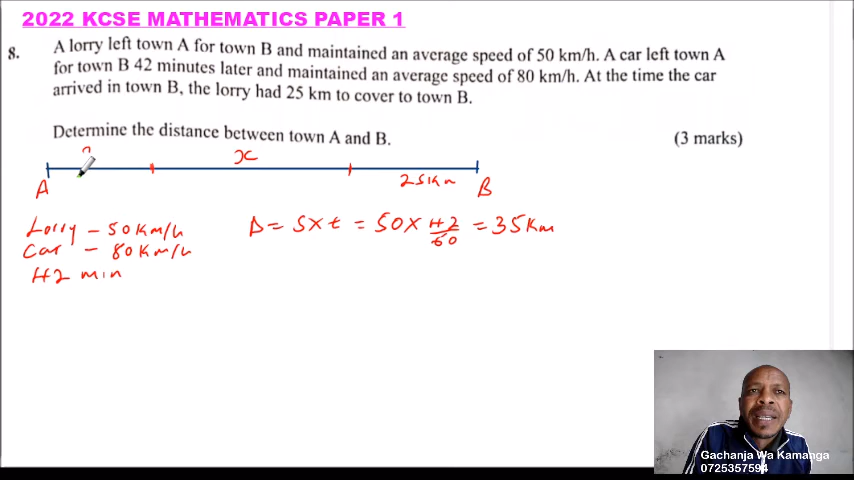 2022 KCSE MATHEMATICS PAPER 1
8. A lorry left town A for town B and maintained an average speed of 50 km/h. A car left town A
for town B 42 minutes later and maintained an average speed of 80 km/h. At the time the car
arrived in town B, the lorry had 25 km to cover to town B.
Determine the distance between town A and B. (3 marks)
x
A 25km B
Lorry - 50km/h
Car - 80km/h
42 min
D = S x t = 50 x 42/60 = 35km
Gachanja Wa Kamanga
0725357594